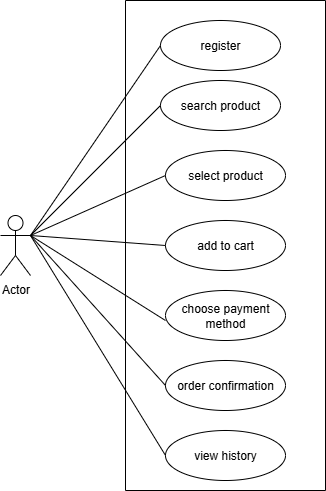 register
search product
select product
add to cart
Actor
choose payment
method
order confirmation
view history